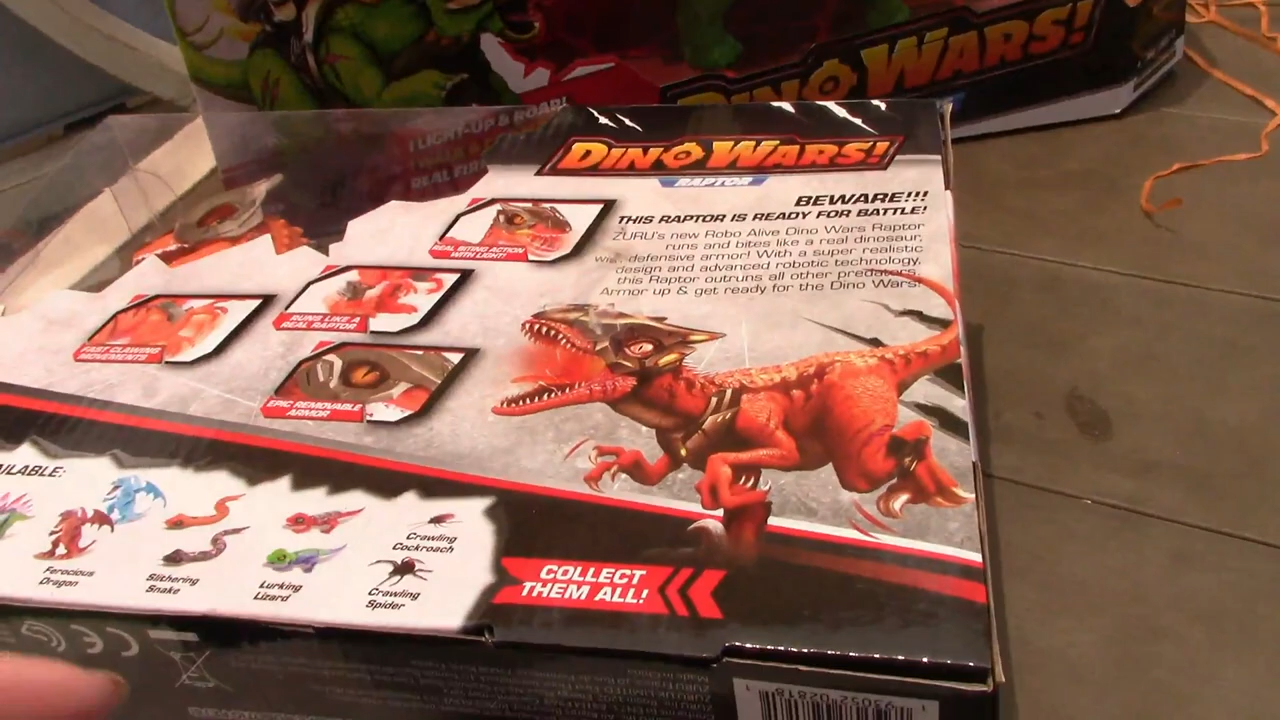 DINO WARS!
I LIGHT-UP & ROAR!
DINO WARS!
RAPTOR
BEWARE!!!
THIS RAPTOR IS READY FOR BATTLE!
ZURU's new Robo Alive Dino Wars Raptor
runs and bites like a real dinosaur,
defensive armor! With a super realistic
design and advanced robotic technology,
this Raptor outruns all other predators.
Armor up & get ready for the Dino Wars!
REAL BITING ACTION
WITH LIGHT!
RUNS LIKE A
REAL RAPTOR
FAST CLAWING
MOVEMENTS
EPIC REMOVABLE
ARMOR
Ferocious
Dragon
Slithering
Snake
Lurking
Lizard
Crawling
Cockroach
Crawling
Spider
COLLECT
THEM ALL!
CE